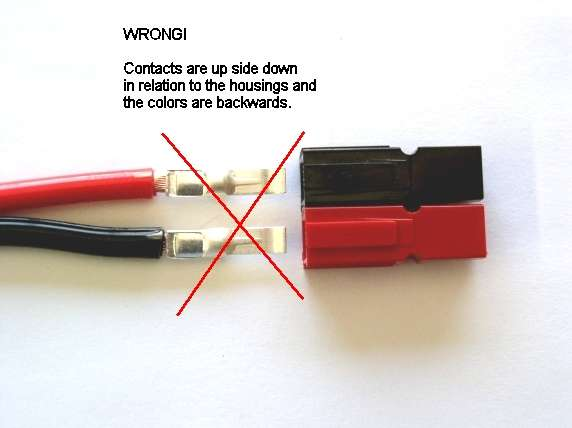 WRONG!
Contacts are up side down
in relation to the housings and
the colors are backwards.